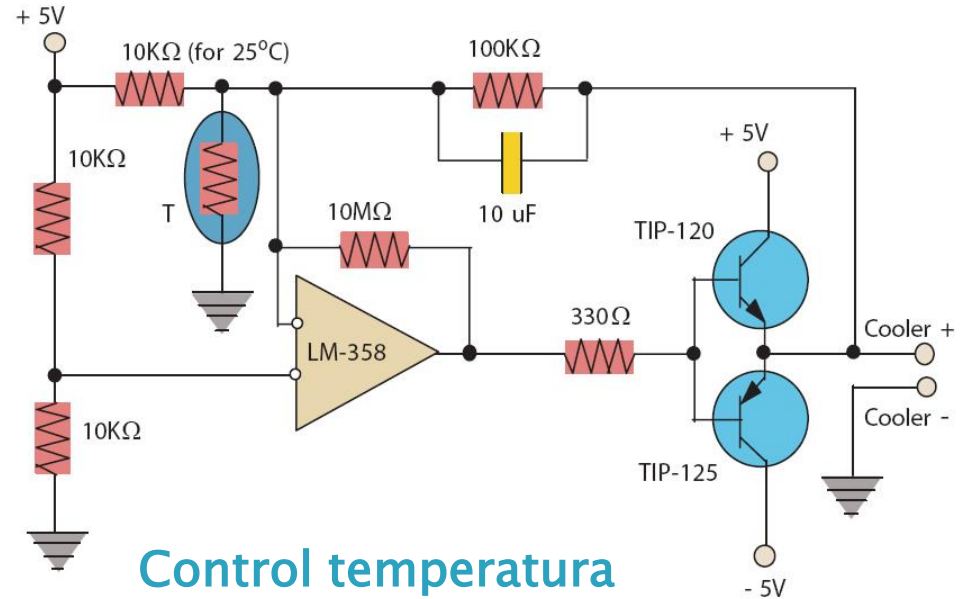 + 5V
10KΩ (for 25°C)
100KΩ
+ 5V
10KΩ
T
10MΩ
10 uF
TIP-120
330Ω
Cooler +
LM-358
Cooler -
10KΩ
TIP-125
Control temperatura
- 5V